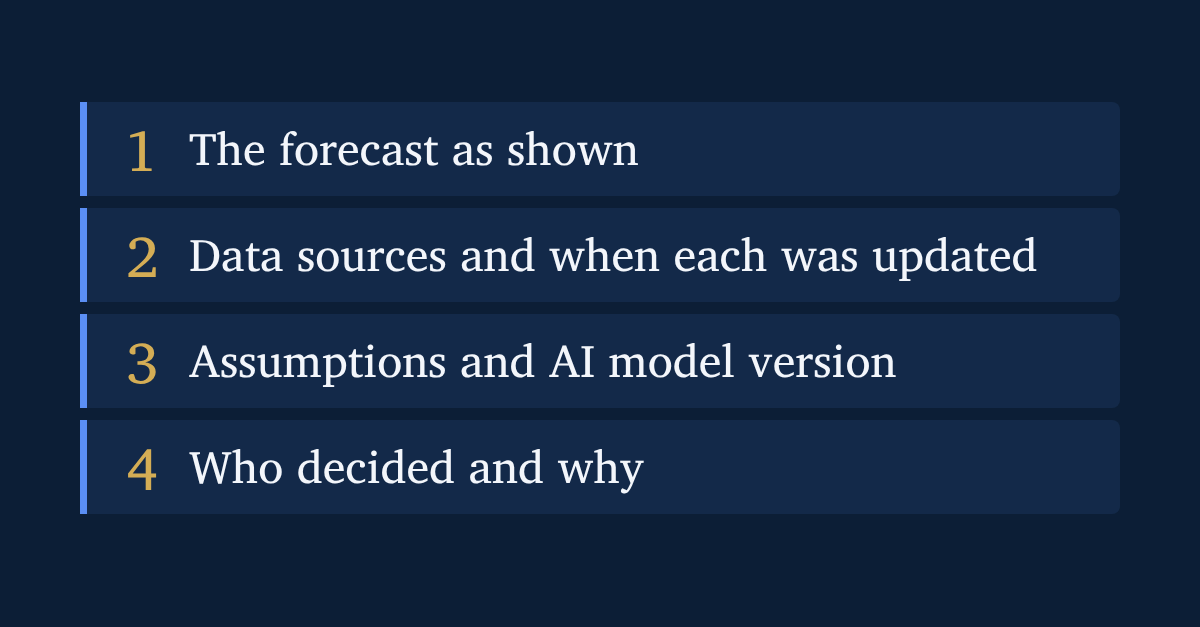 1 The forecast as shown
2 Data sources and when each was updated
3 Assumptions and AI model version
4 Who decided and why